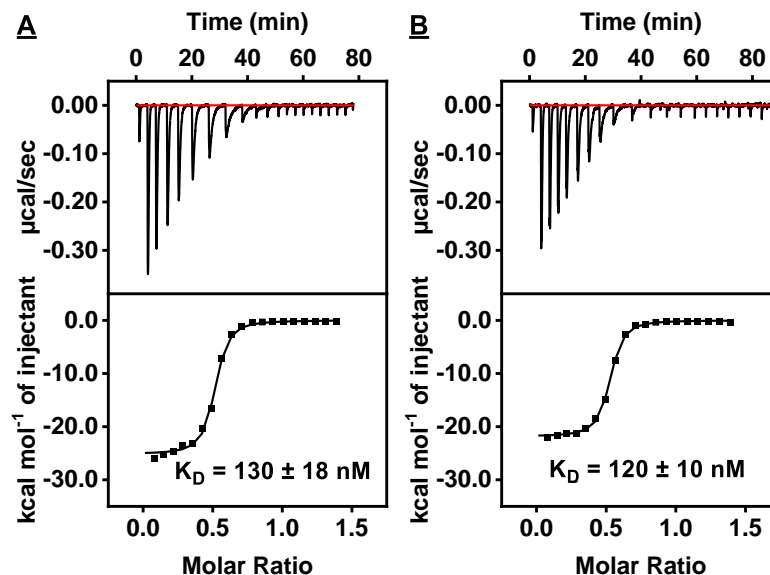 A
Time (min)
0 20 40 60 80
0.00
-0.10
-0.20
-0.30
µcal/sec
0.0
-10.0
-20.0
-30.0
kcal mol⁻¹ of injectant
K_D = 130 ± 18 nM
0.0 0.5 1.0 1.5
Molar Ratio
B
Time (min)
0 20 40 60 80
0.00
-0.10
-0.20
-0.30
µcal/sec
0.0
-10.0
-20.0
-30.0
kcal mol⁻¹ of injectant
K_D = 120 ± 10 nM
0.0 0.5 1.0 1.5
Molar Ratio